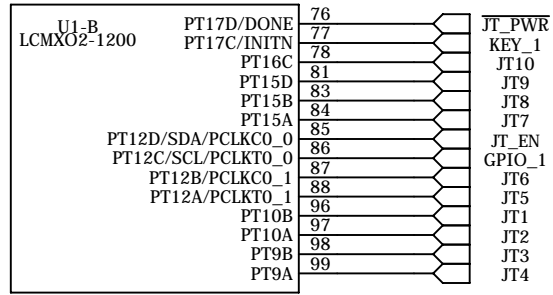 U1-B
LCMXO2-1200
PT17D/DONE 76 JT_PWR
PT17C/INITN 77 KEY_1
PT16C 78 JT10
PT15D 81 JT9
PT15B 83 JT8
PT15A 84 JT7
PT12D/SDA/PCLKC0_0 85 JT_EN
PT12C/SCL/PCLKT0_0 86 GPIO_1
PT12B/PCLKC0_1 87 JT6
PT12A/PCLKT0_1 88 JT5
PT10B 96 JT1
PT10A 97 JT2
PT9B 98 JT3
PT9A 99 JT4